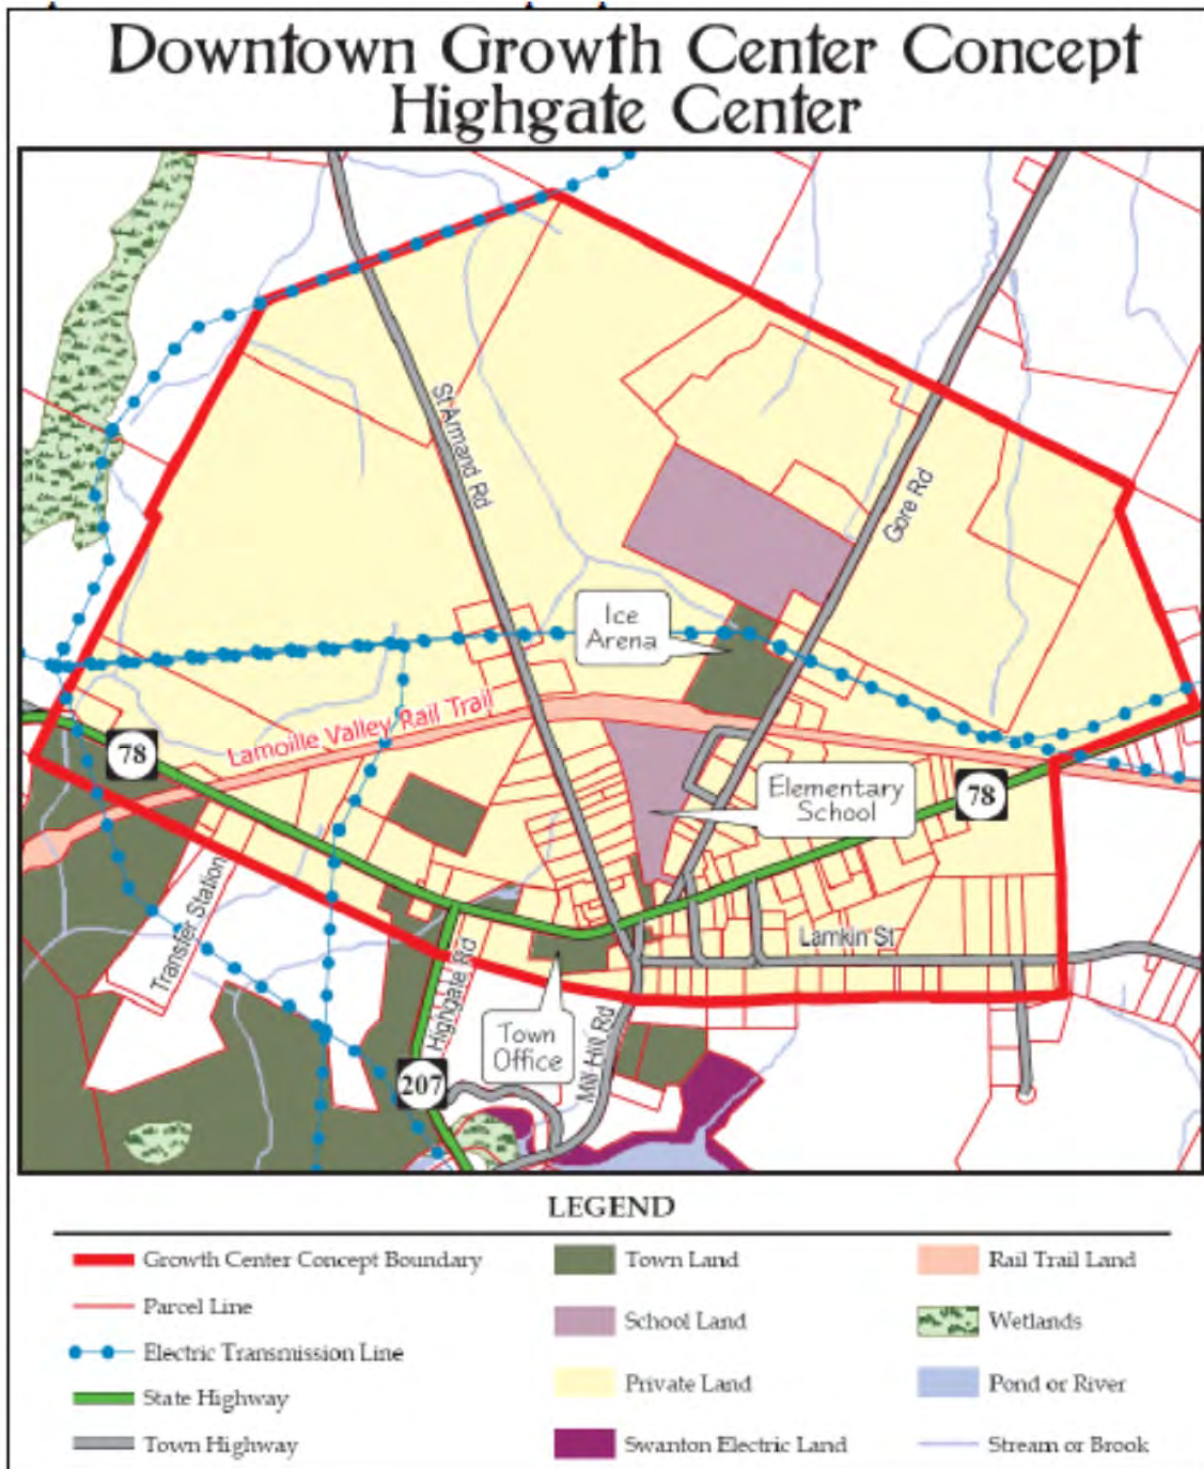 Downtown Growth Center Concept
Highgate Center
St Armand Rd
Gore Rd
Ice
Arena
Lamoille Valley Rail Trail
78
Elementary
School
78
Transfer Station
Lamkin St
Highgate Rd
Town
Office
Mill Hill Rd
207
LEGEND
Growth Center Concept Boundary
Parcel Line
Electric Transmission Line
State Highway
Town Highway
Town Land
School Land
Private Land
Swanton Electric Land
Rail Trail Land
Wetlands
Pond or River
Stream or Brook